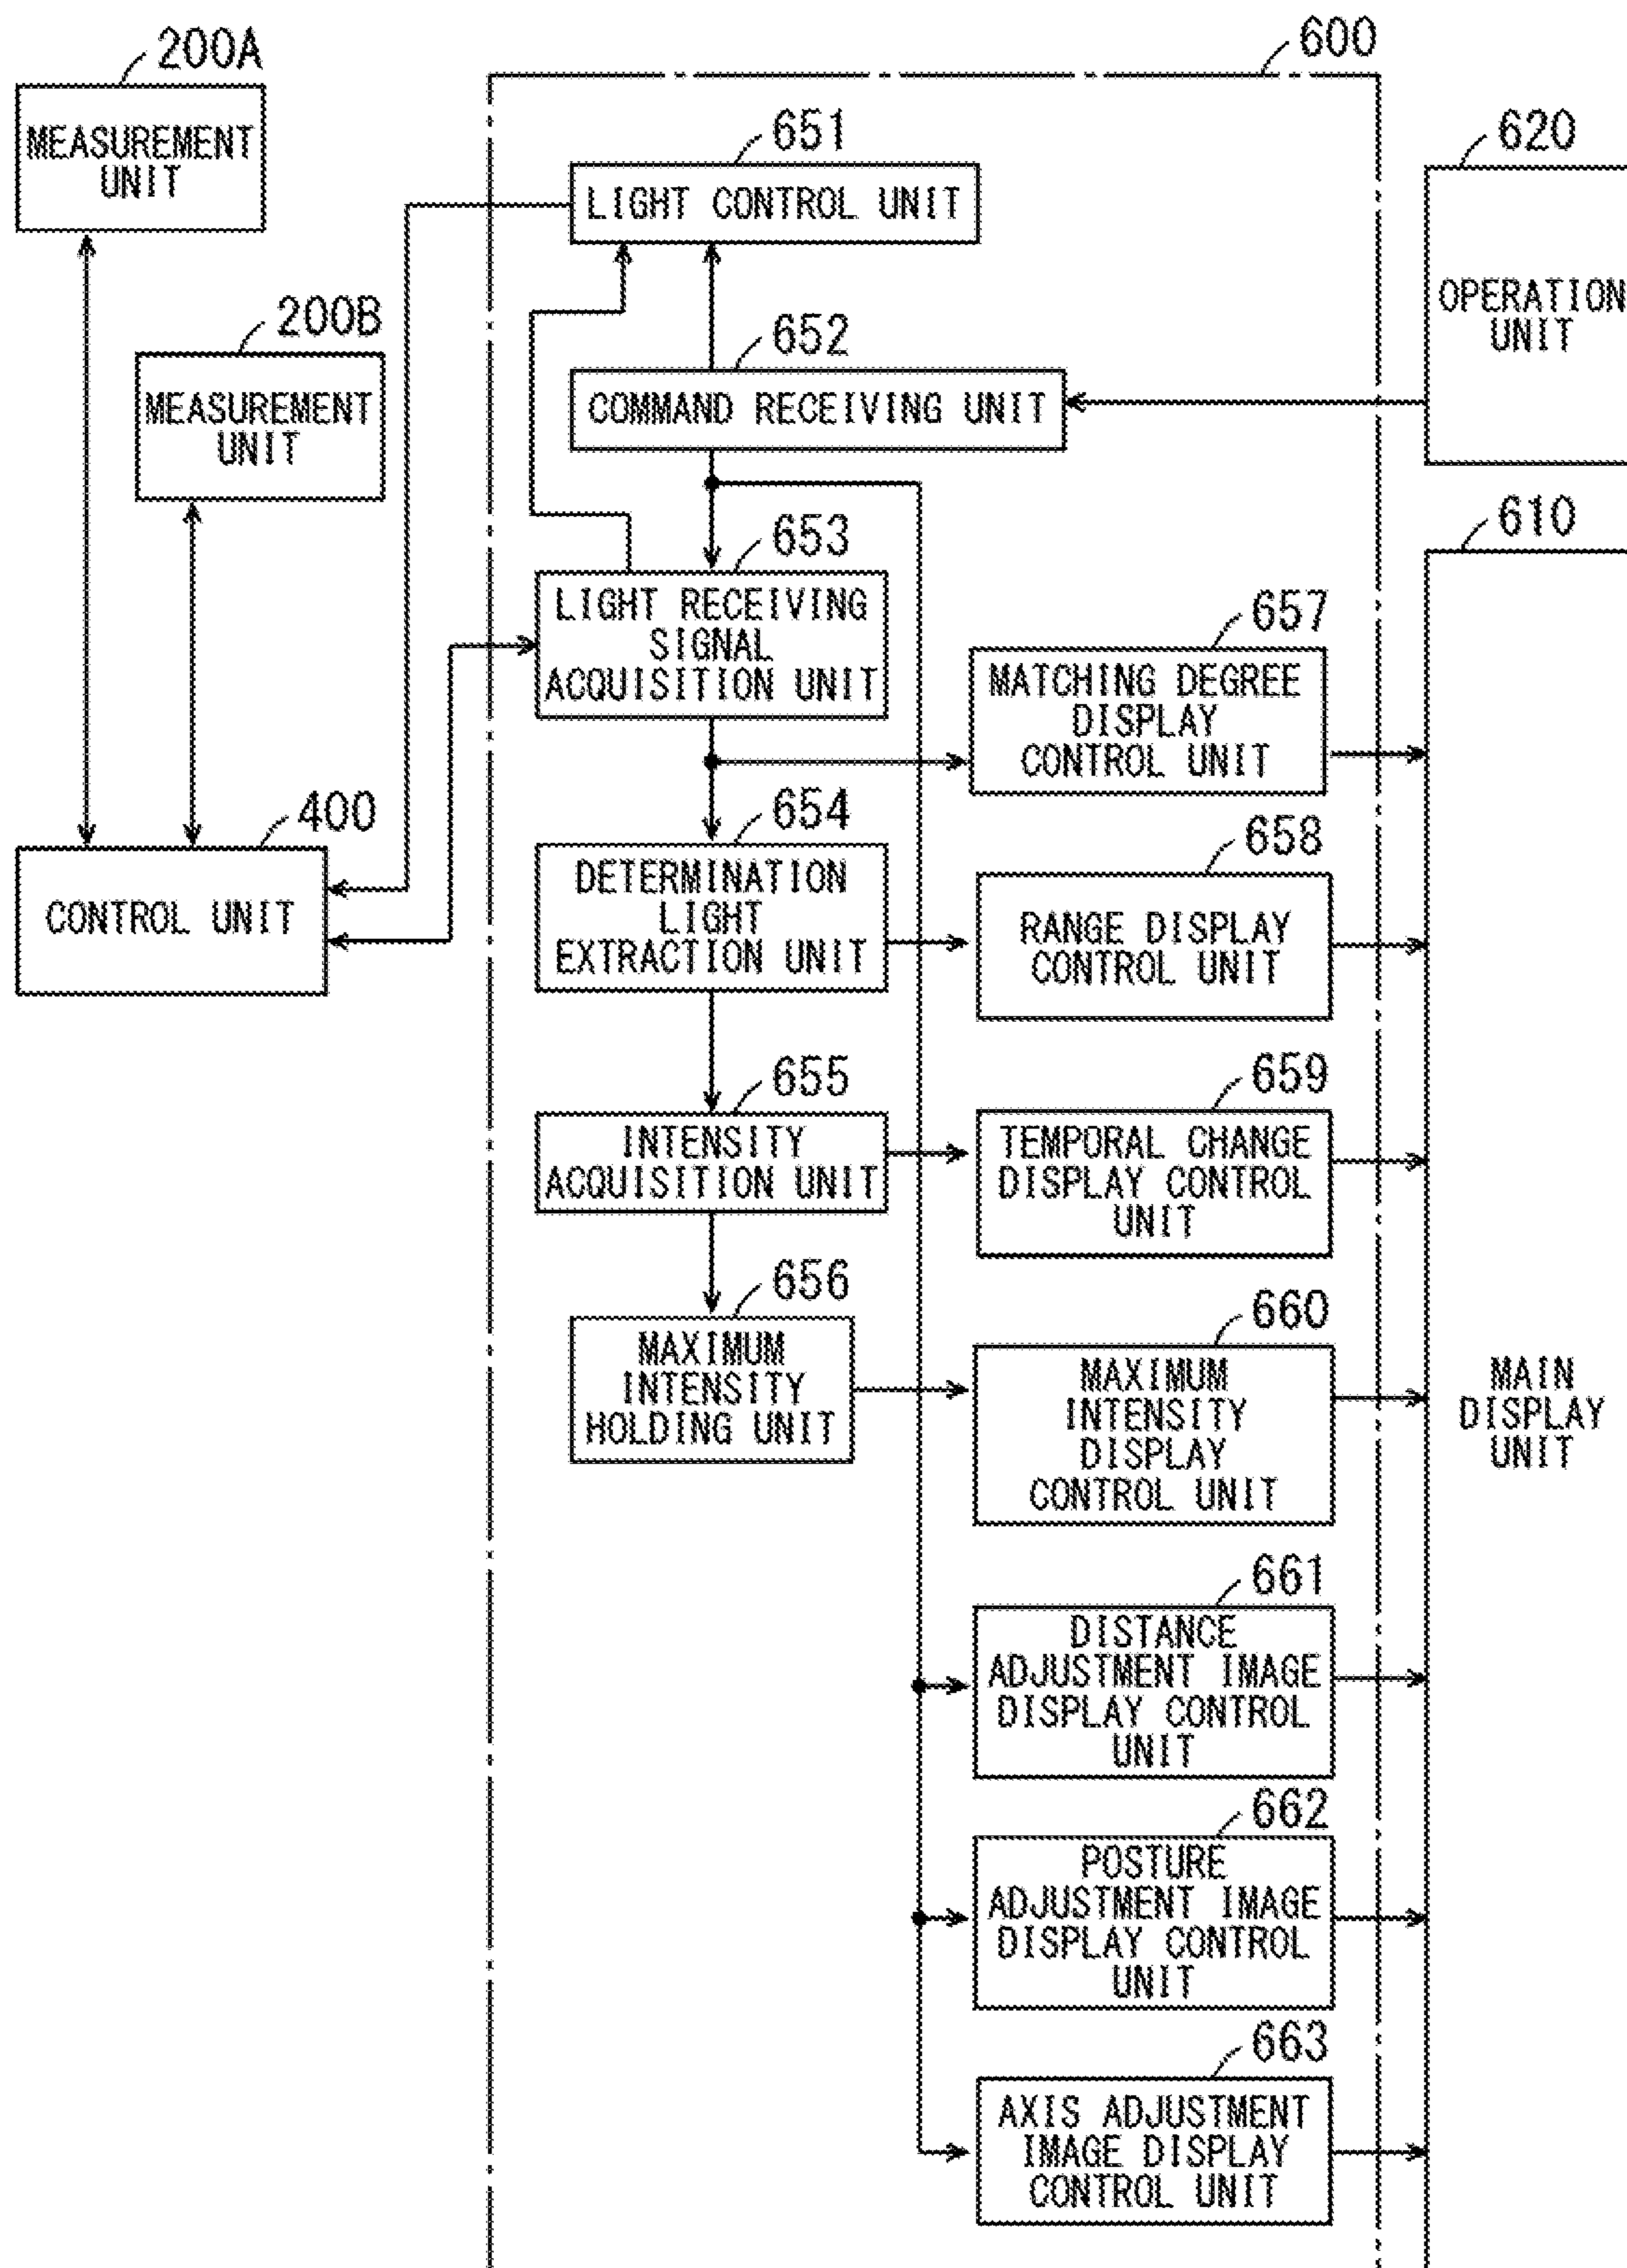 600
200A
MEASUREMENT
UNIT
651
LIGHT CONTROL UNIT
620
OPERATION
UNIT
200B
MEASUREMENT
UNIT
652
COMMAND RECEIVING UNIT
610
MAIN
DISPLAY
UNIT
653
LIGHT RECEIVING
SIGNAL
ACQUISITION UNIT
657
MATCHING DEGREE
DISPLAY
CONTROL UNIT
400
CONTROL UNIT
654
DETERMINATION
LIGHT
EXTRACTION UNIT
658
RANGE DISPLAY
CONTROL UNIT
655
INTENSITY
ACQUISITION UNIT
659
TEMPORAL CHANGE
DISPLAY CONTROL
UNIT
656
MAXIMUM
INTENSITY
HOLDING UNIT
660
MAXIMUM
INTENSITY
DISPLAY
CONTROL UNIT
661
DISTANCE
ADJUSTMENT IMAGE
DISPLAY CONTROL
UNIT
662
POSTURE
ADJUSTMENT IMAGE
DISPLAY CONTROL
UNIT
663
AXIS ADJUSTMENT
IMAGE DISPLAY
CONTROL UNIT